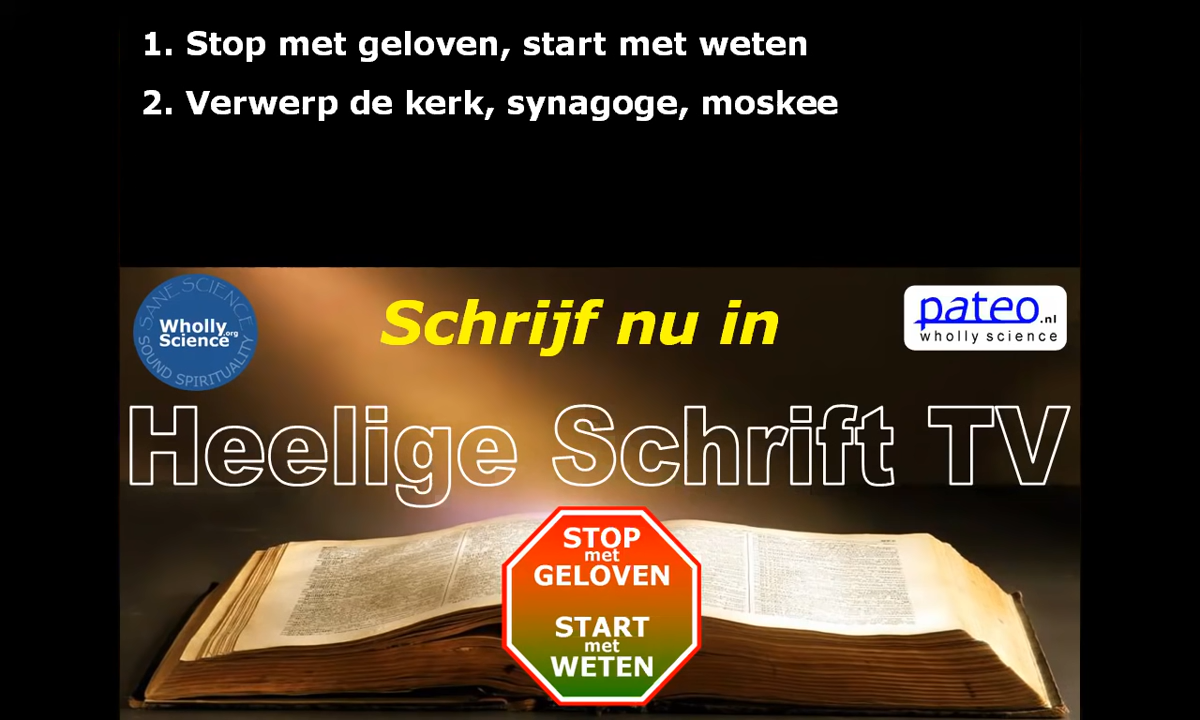 1. Stop met geloven, start met weten
2. Verwerp de kerk, synagoge, moskee
SANE SCIENCE
Wholly.org
Science
SOUND SPIRITUALITY
Schrijf nu in
pateo.nl
wholly science
Heelige Schrift TV
STOP
met
GELOVEN
START
met
WETEN